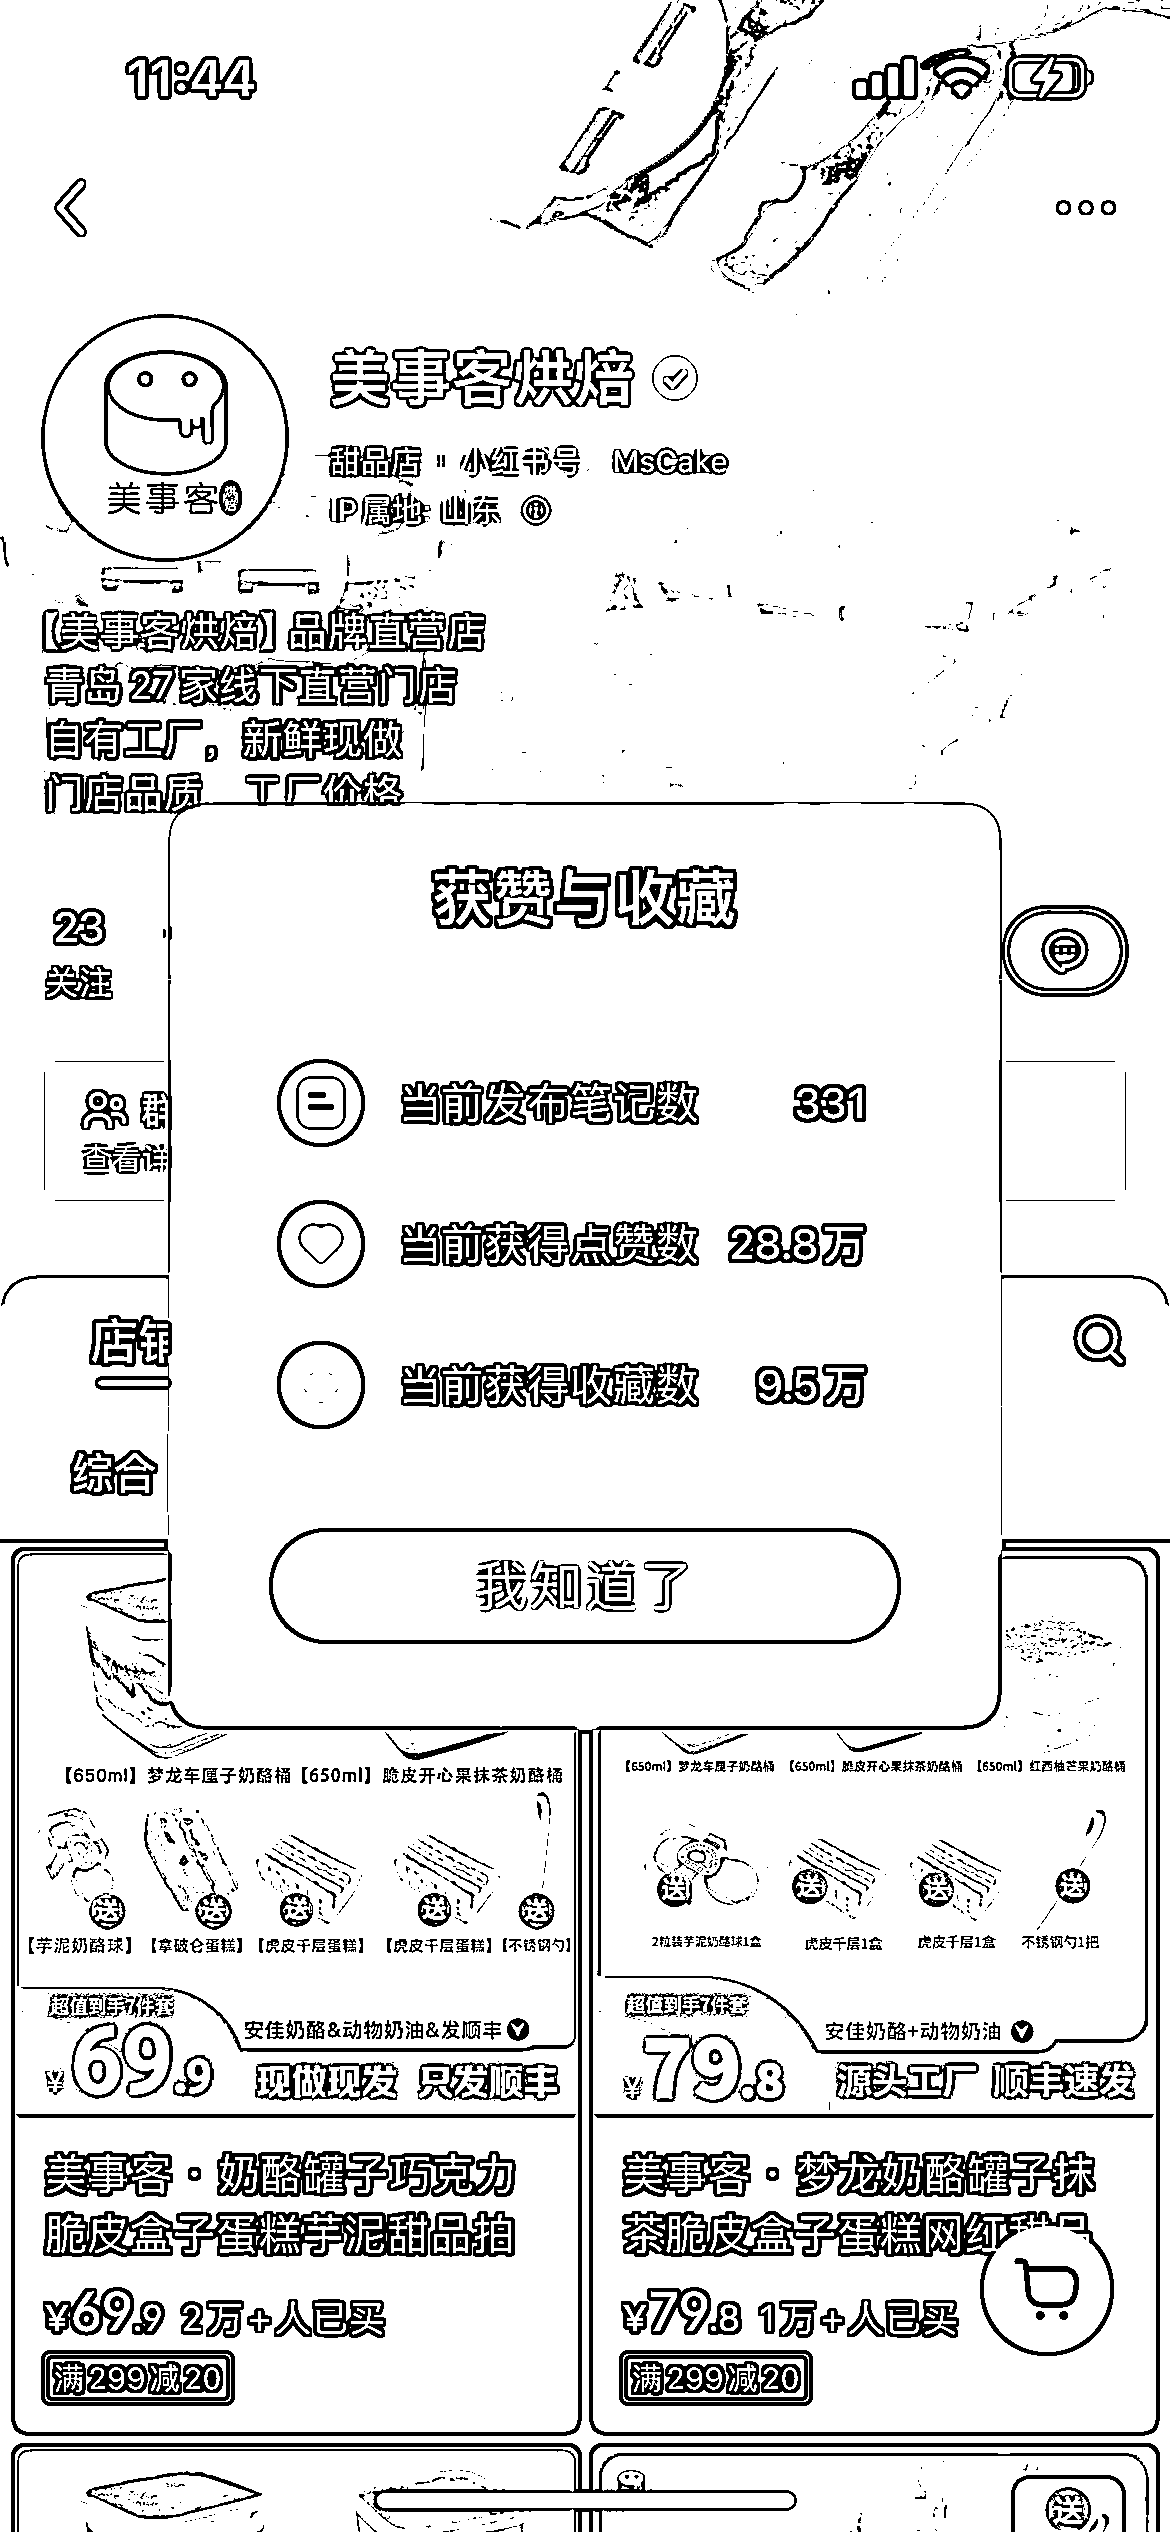 11:44
美事客烘焙
美事客
甜品店 小红书号 MsCake
IP属地 山东
【美事客烘焙】品牌直营店
青岛27家线下直营门店
自有工厂，新鲜现做
门店品质 工厂价格
获赞与收藏
23
关注
当前发布笔记数 331
群
查看详
当前获得点赞数 28.8万
店铺
当前获得收藏数 9.5万
综合
我知道了
【650ml】梦龙车厘子奶酪桶【650ml】脆皮开心果抹茶奶酪桶
【芋泥奶酪球】【拿破仑蛋糕】【虎皮千层蛋糕】【虎皮千层蛋糕】【不锈钢勺】
送 送 送 送 送
超值到手7件套
安佳奶酪&动物奶油&发顺丰
¥69.9 现做现发 只发顺丰
美事客·奶酪罐子巧克力
脆皮盒子蛋糕芋泥甜品拍
¥69.9 2万+人已买
满299减20
【650ml】梦龙车厘子奶酪桶 【650ml】脆皮开心果抹茶奶酪桶 【650ml】红西柚芒果奶酪桶
送 送 送 送
2粒装芋泥奶酪球1盒 虎皮千层1盒 虎皮千层1盒 不锈钢勺1把
超值到手7件套
安佳奶酪+动物奶油
¥79.8 源头工厂 顺丰速发
美事客·梦龙奶酪罐子抹
茶脆皮盒子蛋糕网红甜品
¥79.8 1万+人已买
满299减20
送